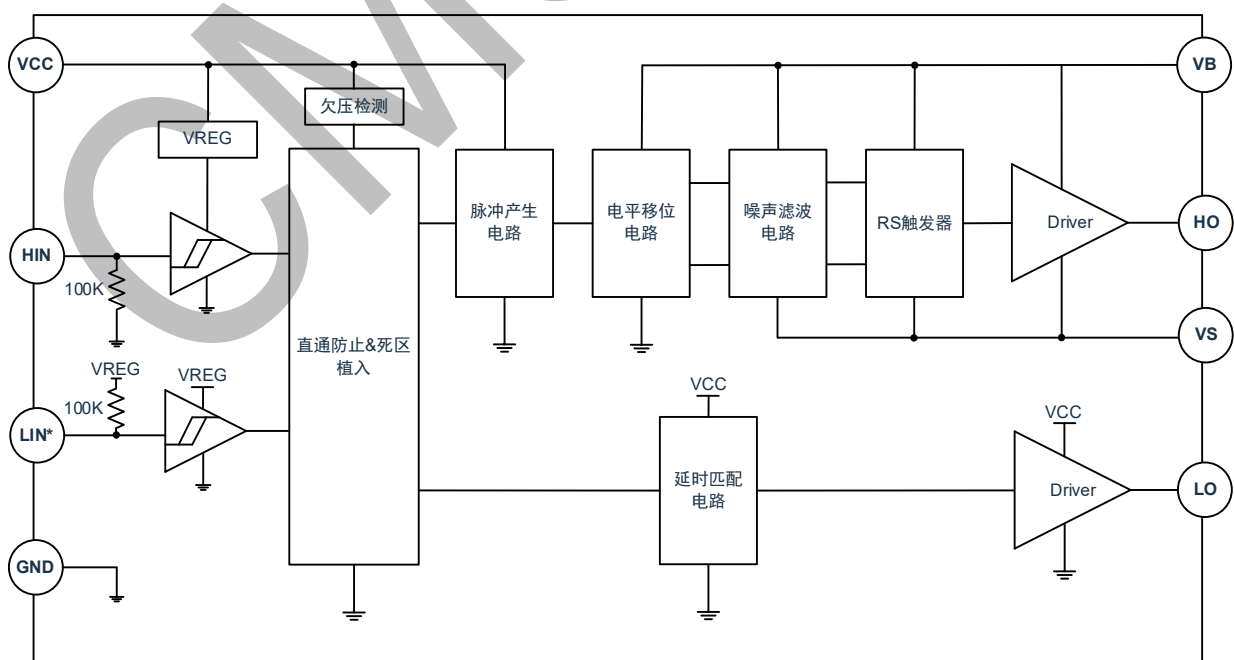 VCC
VB
欠压检测
VREG
脉冲产生
电路
电平移位
电路
噪声滤波
电路
RS触发器
Driver
HO
HIN
100K
直通防止&死区
植入
VS
VREG
100K
VREG
LIN*
VCC
延时匹配
电路
VCC
Driver
LO
GND